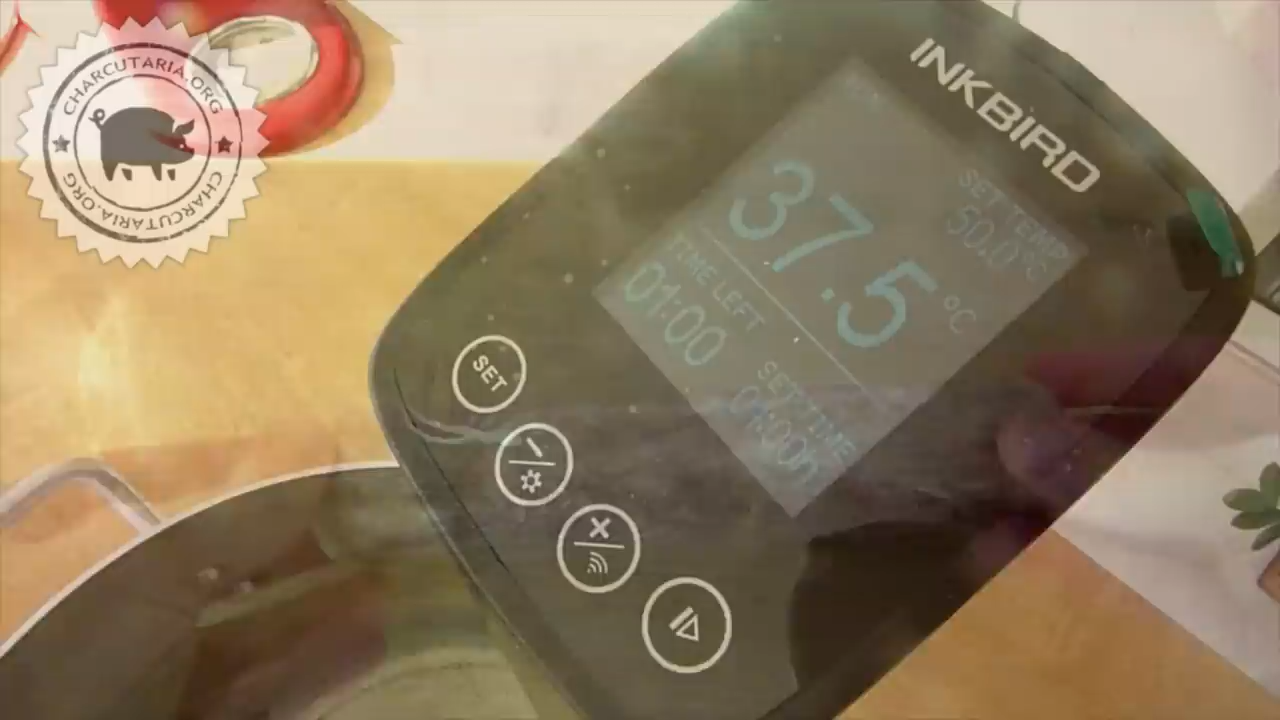 CHARCUTARIA.ORG
CHARCUTARIA.ORG
INKBIRD
SET TEMP
50.0°C
37.5 °C
TIME LEFT
01:00
SET TIME
01:00h
SET